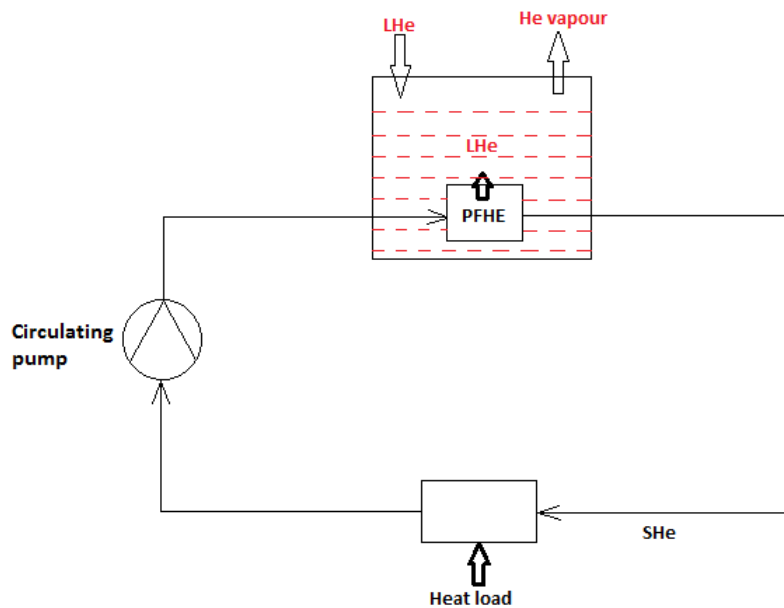 LHe
He vapour
LHe
PFHE
Circulating
pump
SHe
Heat load